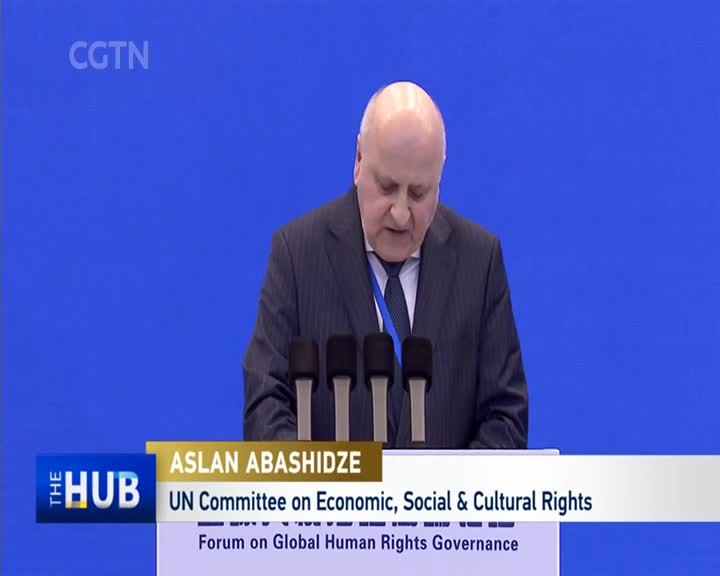 CGTN
ASLAN ABASHIDZE
THE HUB
UN Committee on Economic, Social & Cultural Rights
Forum on Global Human Rights Governance